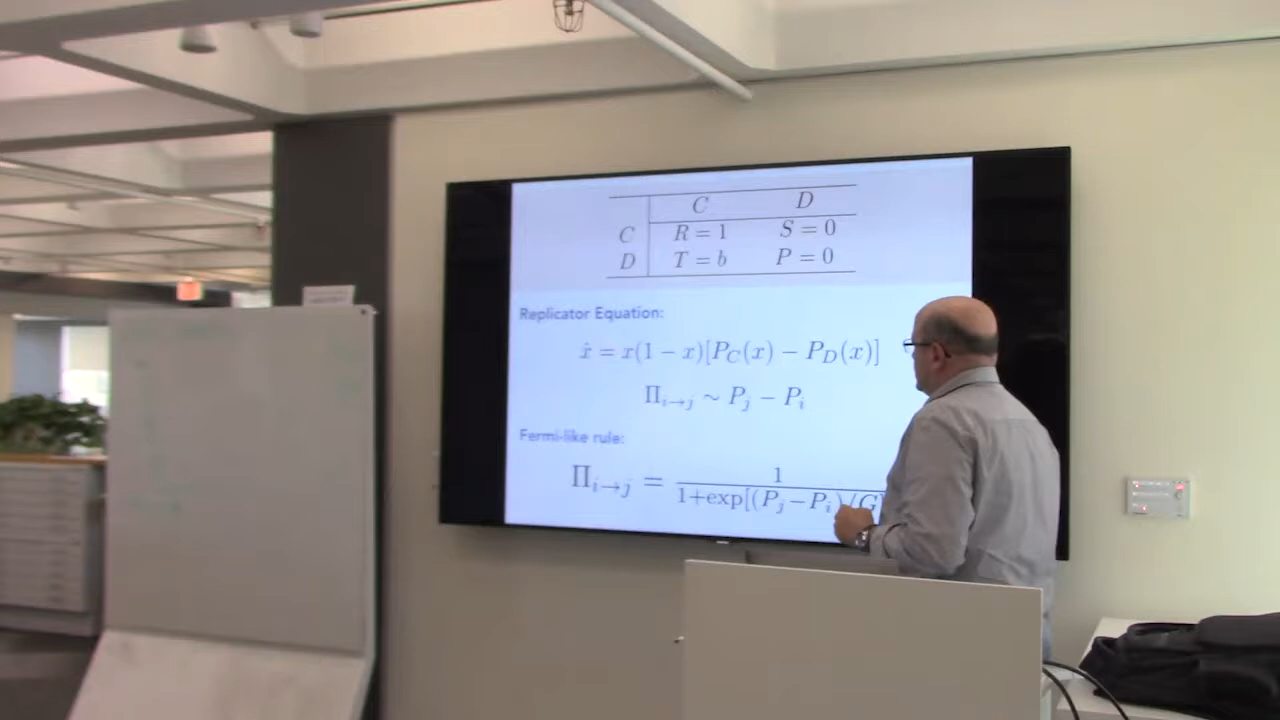 C D
C R = 1 S = 0
D T = b P = 0
Replicator Equation:
ẋ = x(1 − x)[P_C(x) − P_D(x)]
Π_{i→j} ∼ P_j − P_i
Fermi-like rule:
Π_{i→j} = 1 / 1+exp[(P_j−P_i)/G]